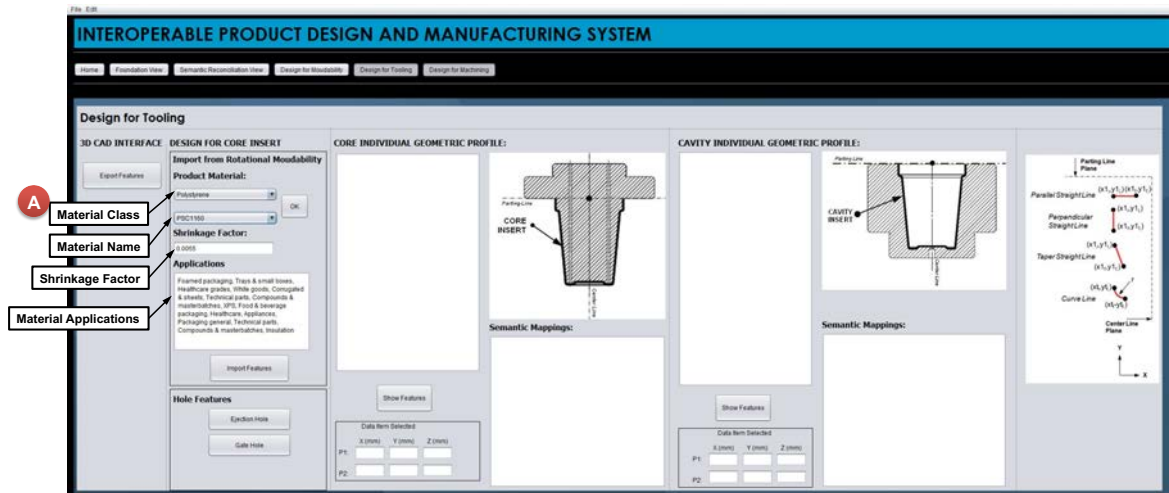 File Edit
INTEROPERABLE PRODUCT DESIGN AND MANUFACTURING SYSTEM
Home
Foundation View
Semantic Reconciliation View
Design for Moudability
Design for Tooling
Design for Machining
Design for Tooling
3D CAD INTERFACE
Export Features
DESIGN FOR CORE INSERT
Import from Rotational Moudability
Product Material:
A
Material Class
Polystyrene
OK
Material Name
PSC1160
Shrinkage Factor:
Shrinkage Factor
0.0055
Applications
Material Applications
Foamed packaging, Trays & small boxes,
Healthcare grades, White goods, Corrugated
& sheets, Technical parts, Compounds &
masterbatches, XPS, Food & beverage
packaging, Healthcare, Appliances,
Packaging general, Technical parts,
Compounds & masterbatches, Insulation
Import Features
Hole Features
Ejection Hole
Gate Hole
CORE INDIVIDUAL GEOMETRIC PROFILE:
Parting Line
CORE
INSERT
Center Line
Semantic Mappings:
Show Features
Data Item Selected
X (mm) Y (mm) Z (mm)
P1:
P2:
CAVITY INDIVIDUAL GEOMETRIC PROFILE:
Parting Line
CAVITY
INSERT
Center Line
Semantic Mappings:
Show Features
Data Item Selected
X (mm) Y (mm) Z (mm)
P1:
P2:
Parting Line
Plane
Parallel Straight Line
Perpendicular
Straight Line
Taper Straight Line
Curve Line
r
Center Line
Plane
Y
X